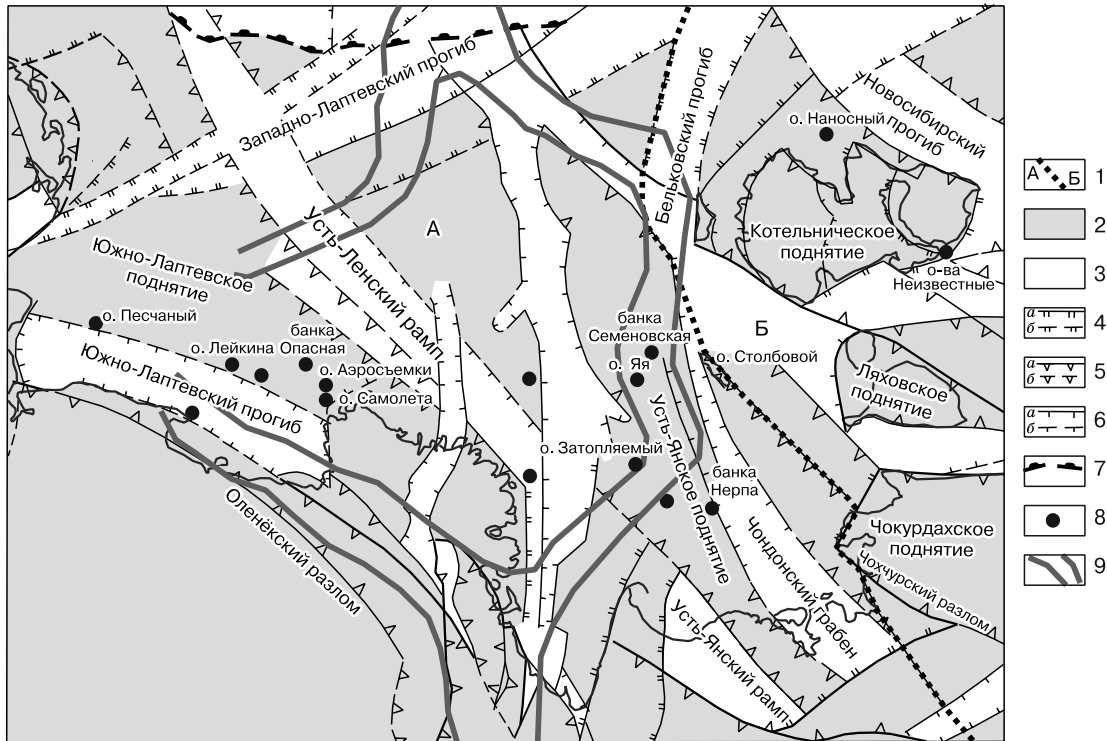 Западно-Лаптевский прогиб
Бельковский прогиб
Новосибирский
прогиб
о. Наносный
Котельническое
поднятие
о-ва
Неизвестные
А
Усть-Ленский рамп
Южно-Лаптевское
поднятие
о. Песчаный
банка
Опасная
о. Лейкина
о. Аэросъемки
о. Самолета
Южно-Лаптевский прогиб
банка
Семеновская
о. Яя
Б
о. Столбовой
Ляховское
поднятие
о. Затопляемый
Усть-Янское поднятие
банка
Нерпа
Оленёкский разлом
Чондонский грабен
Усть-Янский рамп
Чокурдахское
поднятие
Чохчурский разлом
А Б 1
2
3
а б 4
а б 5
а б 6
7
8
9